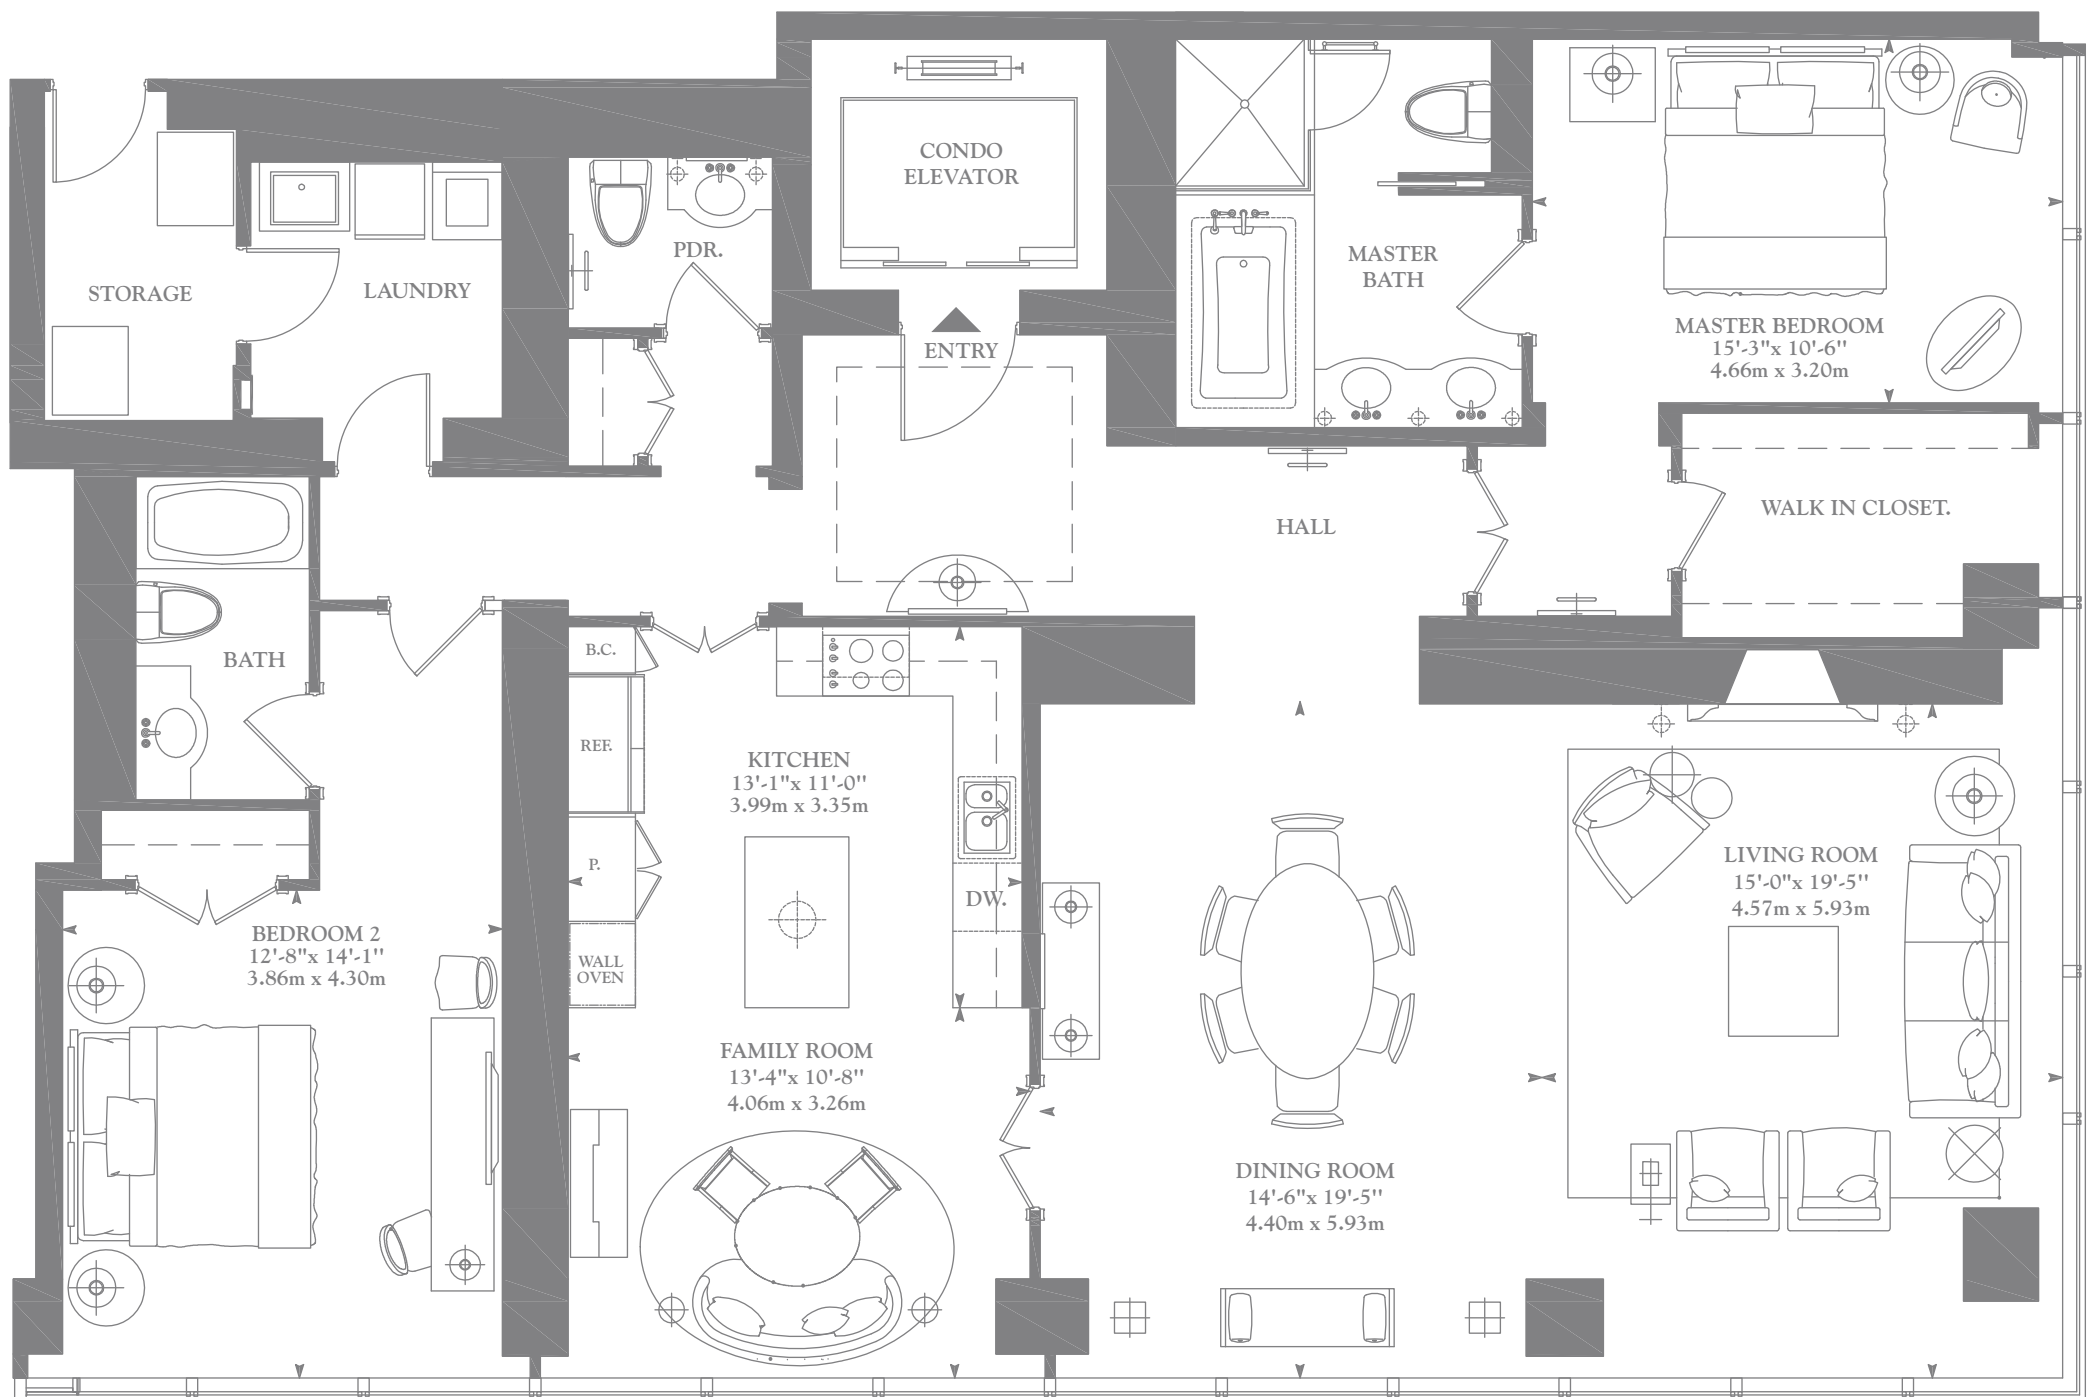 CONDO
ELEVATOR
STORAGE
LAUNDRY
PDR.
ENTRY
MASTER
BATH
MASTER BEDROOM
15'-3"x 10'-6"
4.66m x 3.20m
HALL
WALK IN CLOSET.
BATH
B.C.
REF.
KITCHEN
13'-1"x 11'-0"
3.99m x 3.35m
P.
DW.
WALL
OVEN
LIVING ROOM
15'-0"x 19'-5"
4.57m x 5.93m
BEDROOM 2
12'-8"x 14'-1"
3.86m x 4.30m
FAMILY ROOM
13'-4"x 10'-8"
4.06m x 3.26m
DINING ROOM
14'-6"x 19'-5"
4.40m x 5.93m